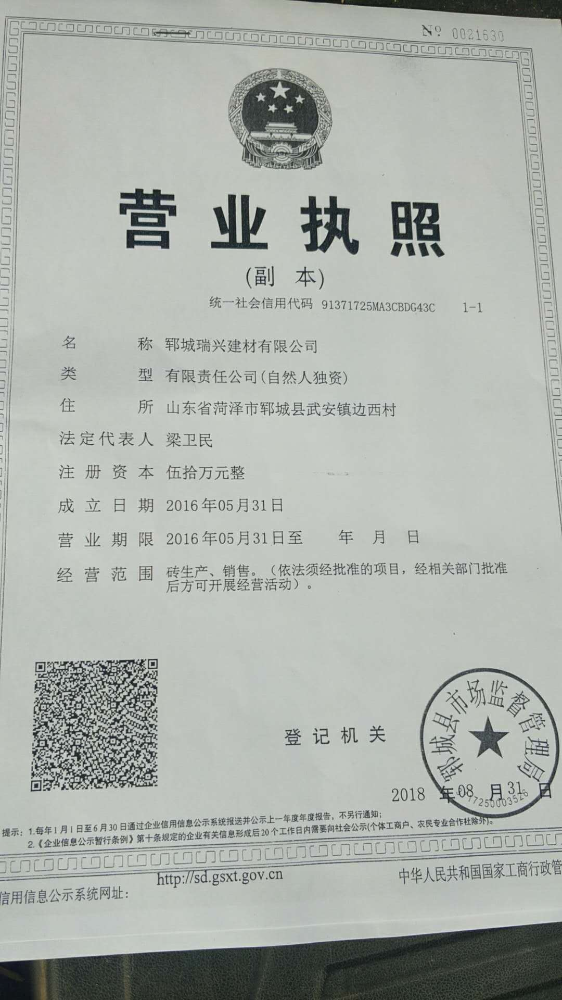 № 0021630
营业执照
(副 本)
统一社会信用代码 91371725MA3CBDG43C 1-1
名称 郓城瑞兴建材有限公司
类型 有限责任公司(自然人独资)
住所 山东省菏泽市郓城县武安镇边西村
法定代表人 梁卫民
注册资本 伍拾万元整
成立日期 2016年05月31日
营业期限 2016年05月31日至 年 月 日
经营范围 砖生产、销售。（依法须经批准的项目，经相关部门批准
后方可开展经营活动）。
郓城县市场监督管理局
登记机关
2018 年08 月31 日
17250003526
提示: 1.每年1月1日至6月30日通过企业信用信息公示系统报送并公示上一年度年度报告，不另行通知；
2.《企业信息公示暂行条例》第十条规定的企业有关信息形成后20个工作日内需要向社会公示(个体工商户、农民专业合作社除外)。
http://sd.gsxt.gov.cn
信用信息公示系统网址:
中华人民共和国国家工商行政管